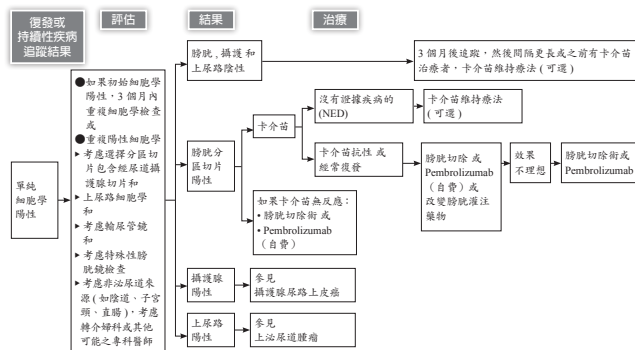 復發或
持續性疾病
追蹤結果
評估
結果
治療
單純
細胞學
陽性
●如果初始細胞學
陽性，3 個月內
重複細胞學檢查
或
●重複陽性細胞學
▸ 考慮選擇分區切
片包含經尿道攝
護腺切片和
▸ 上尿路細胞學
和
▸ 考慮輸尿管鏡
和
▸ 考慮特殊性膀
胱鏡檢查
▸ 考慮非泌尿道來
源 ( 如陰道、子宮
頸、直腸 )，考慮
轉介婦科或其他
可能之專科醫師
膀胱 , 攝護 和
上尿路陰性
3 個月後追蹤，然後間隔更長或之前有卡介苗
治療者，卡介苗維持療法 ( 可選 )
膀胱分
區切片
陽性
卡介苗
沒有證據疾病的
(NED)
卡介苗維持療法
( 可選 )
卡介苗抗性 或
經常復發
膀胱切除 或
Pembrolizumab
（自費）或
改變膀胱灌注
藥物
效果
不理想
膀胱切除術或
Pembrolizumab
如果卡介苗無反應：
• 膀胱切除術 或
• Pembrolizumab
（自費）
攝護腺
陽性
參見
攝護腺尿路上皮癌
上尿路
陽性
參見
上泌尿道腫瘤